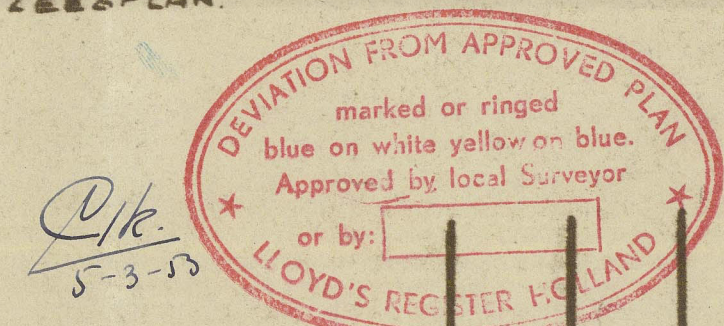 DEVIATION FROM APPROVED PLAN
marked or ringed
blue on white yellow on blue.
Approved by local Surveyor
or by:
LLOYD'S REGISTER HOLLAND
5-3-53